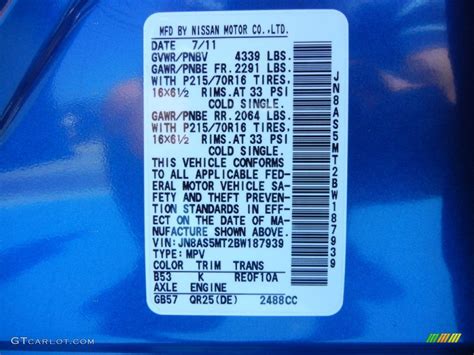 MFD BY NISSAN MOTOR CO.,LTD.
DATE 7/11
GVWR/PNBV 4339 LBS.
GAWR/PNBE FR. 2291 LBS.
WITH P215/70R16 TIRES,
16X6½ RIMS.AT 33 PSI
COLD SINGLE.
GAWR/PNBE RR. 2064 LBS.
WITH P215/70R16 TIRES,
16X6½ RIMS.AT 33 PSI
COLD SINGLE.
THIS VEHICLE CONFORMS
TO ALL APPLICABLE FED-
ERAL MOTOR VEHICLE SA-
FETY AND THEFT PREV-
ENTION STANDARDS IN EFF-
ECT ON THE DATE OF MA-
NUFACTURE SHOWN ABOVE.
VIN: JN8AS5MT2BW187939
TYPE: MPV
COLOR TRIM TRANS
B53 K RE0F10A
AXLE ENGINE
GB57 QR25(DE) 2488CC
JN8AS5MT2BW187939
© GTCARLOT.COM